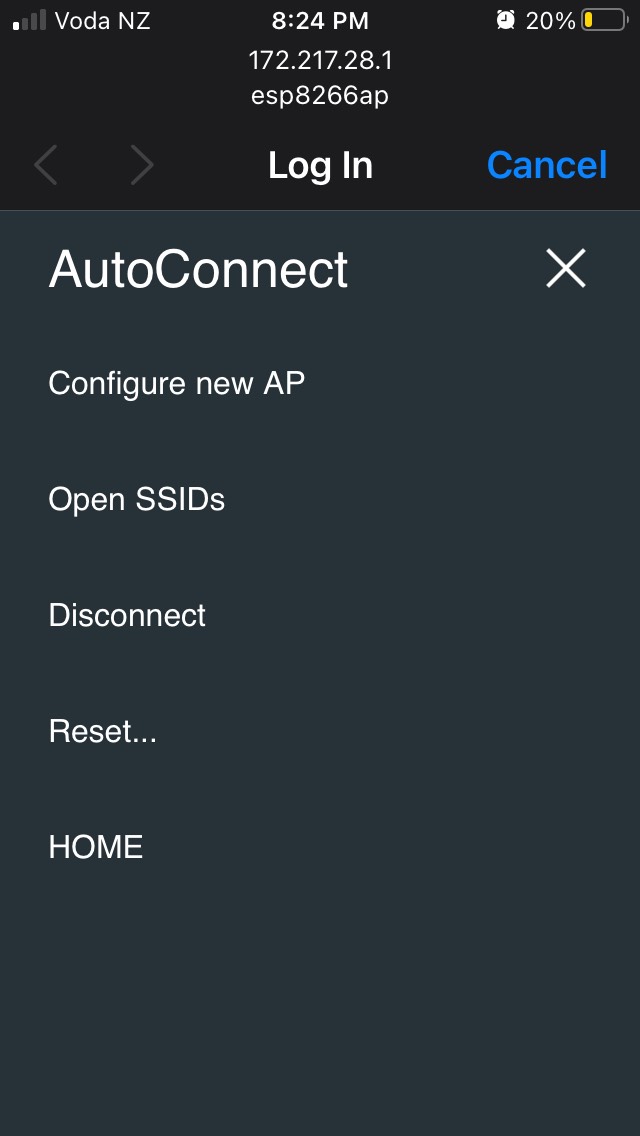 Voda NZ 8:24 PM 20%
172.217.28.1
esp8266ap
Log In Cancel
AutoConnect
Configure new AP
Open SSIDs
Disconnect
Reset...
HOME